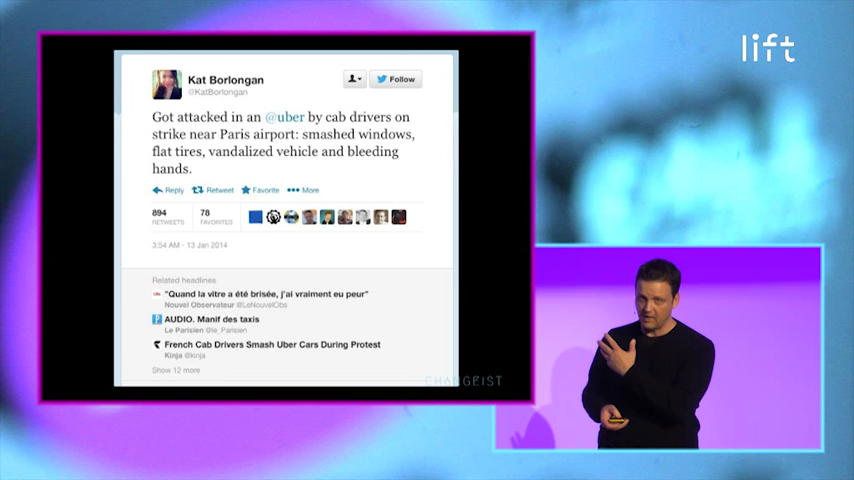 lift
Kat Borlongan
@KatBorlongan
Follow
Got attacked in an @uber by cab drivers on
strike near Paris airport: smashed windows,
flat tires, vandalized vehicle and bleeding
hands.
Reply Retweet Favorite More
894 78
RETWEETS FAVORITES
3:54 AM - 13 Jan 2014
Related headlines
"Quand la vitre a été brisée, j'ai vraiment eu peur"
Nouvel Observateur @LeNouvelObs
AUDIO. Manif des taxis
Le Parisien @le_Parisien
French Cab Drivers Smash Uber Cars During Protest
Kinja @kinja
Show 12 more
CHANGEIST